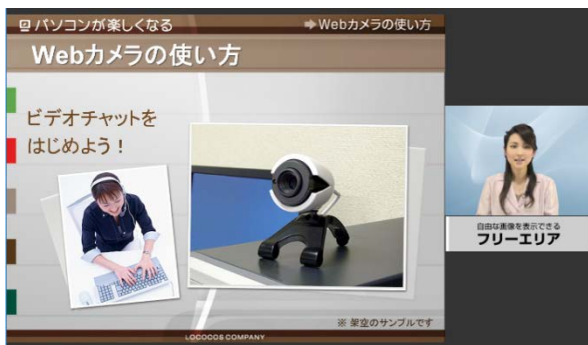 パソコンが楽しくなる
➡Webカメラの使い方
Webカメラの使い方
ビデオチャットを
はじめよう！
※ 架空のサンプルです
LOCOCOS COMPANY
自由な画像を表示できる
フリーエリア